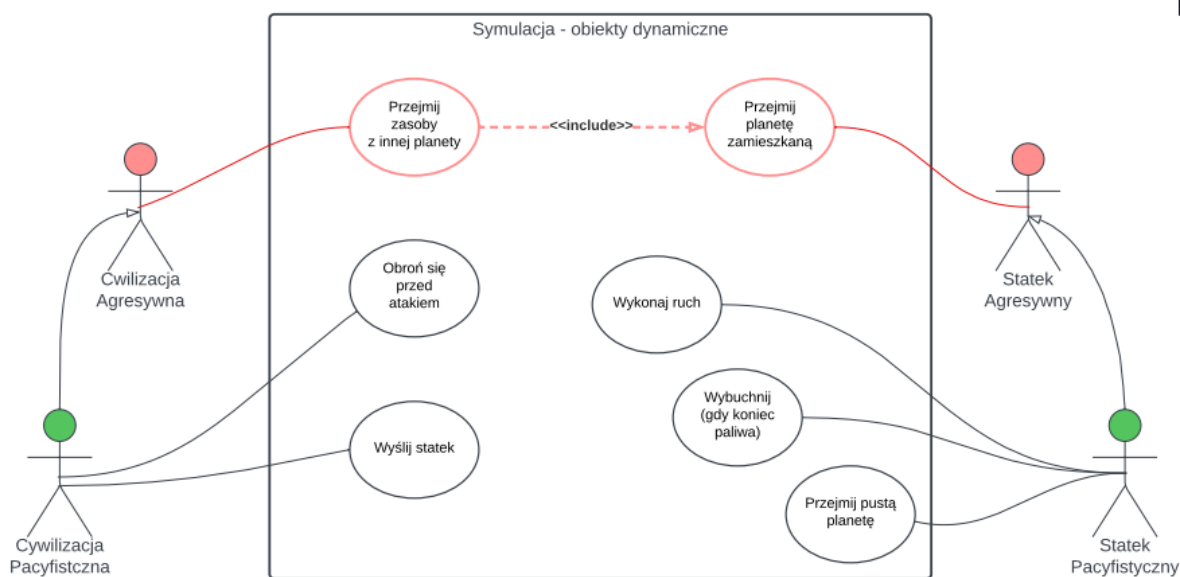 Symulacja - obiekty dynamiczne
Przejmij
zasoby
z innej planety
<<include>>
Przejmij
planetę
zamieszkaną
Cwilizacja
Agresywna
Statek
Agresywny
Obroń się
przed
atakiem
Wykonaj ruch
Wybuchnij
(gdy koniec
paliwa)
Wyślij statek
Przejmij pustą
planetę
Cywilizacja
Pacyfistczna
Statek
Pacyfistyczny